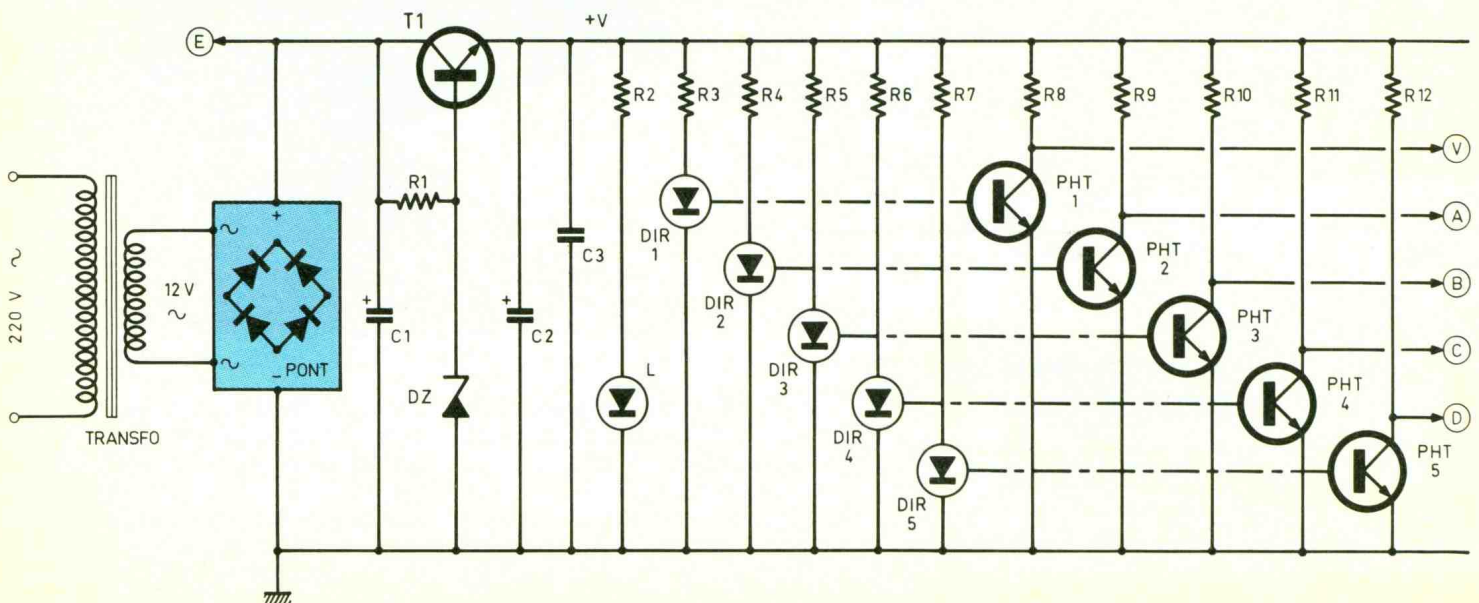 E
T1
+V
R2
R3
R4
R5
R6
R7
R8
R9
R10
R11
R12
V
PHT
1
A
PHT
2
B
PHT
3
C
PHT
4
D
PHT
5
DIR
1
DIR
2
DIR
3
DIR
4
DIR
5
R1
220 V ~
12 V
~
+
~
~
- PONT
TRANSFO
+
C1
DZ
+
C2
C3
L